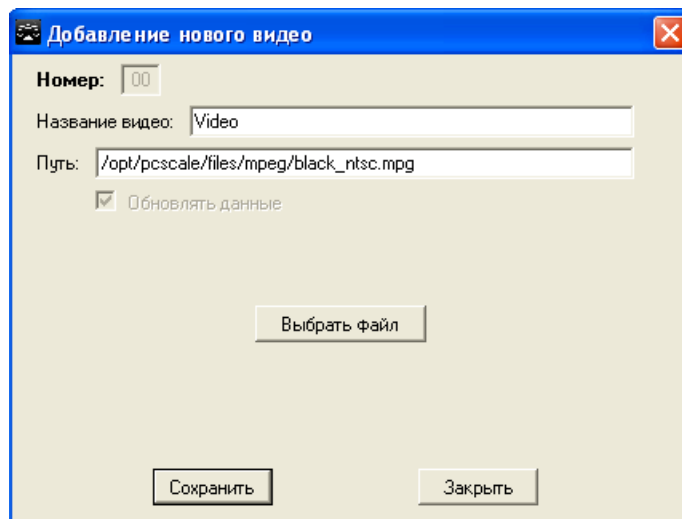 Добавление нового видео
Номер: 00
Название видео: Video
Путь: /opt/pcscale/files/mpeg/black_ntsc.mpg
Обновлять данные
Выбрать файл
Сохранить Закрыть